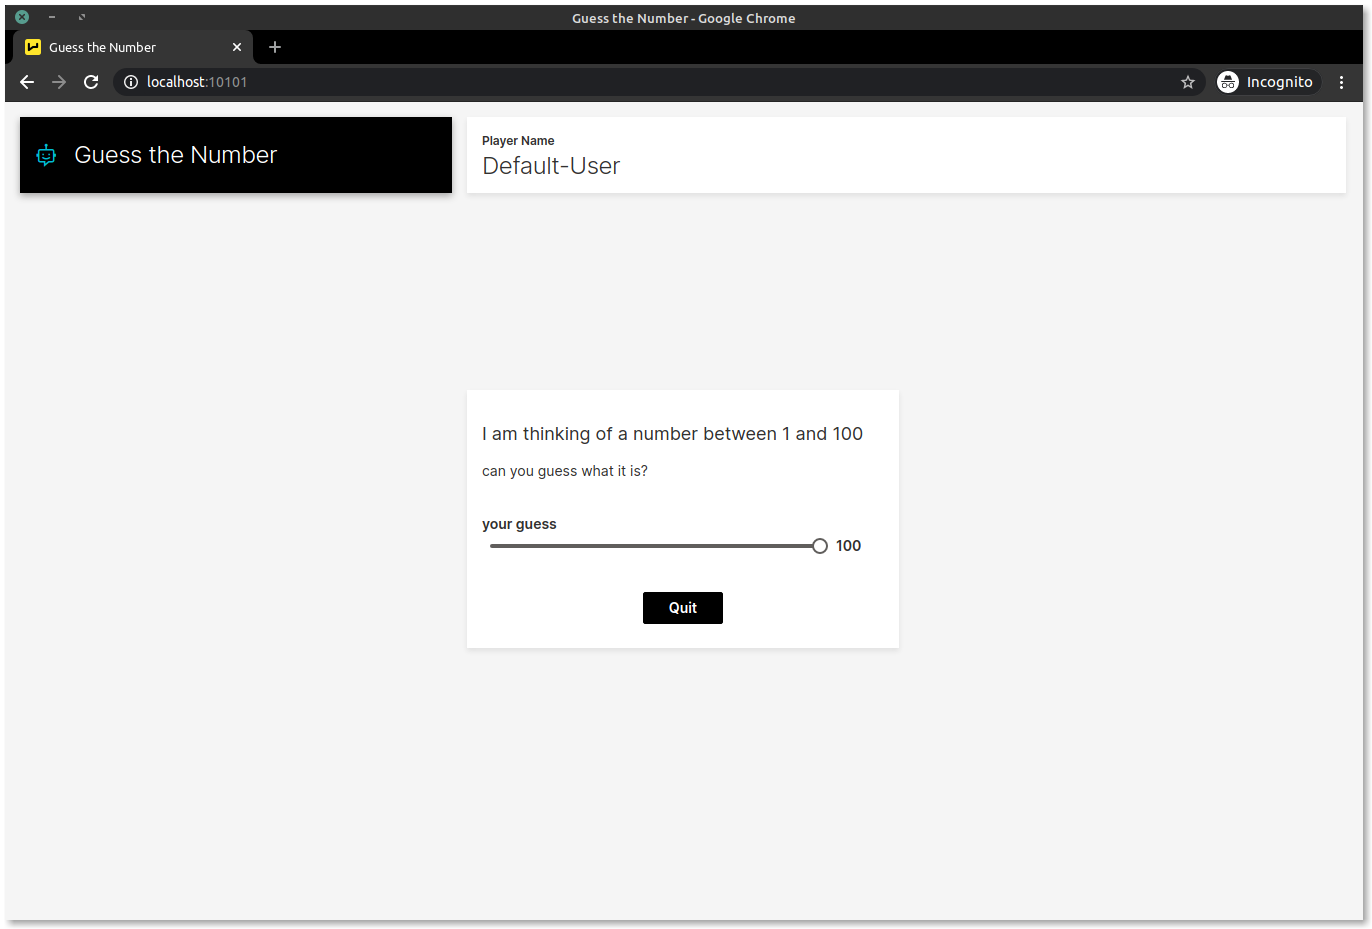 Guess the Number - Google Chrome
Guess the Number
localhost:10101
Incognito
Guess the Number
Player Name
Default-User
I am thinking of a number between 1 and 100
can you guess what it is?
your guess
100
Quit